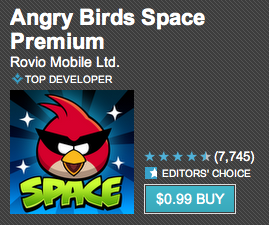 Angry Birds Space
Premium
Rovio Mobile Ltd.
TOP DEVELOPER
SPACE
(7,745)
EDITORS' CHOICE
$0.99 BUY